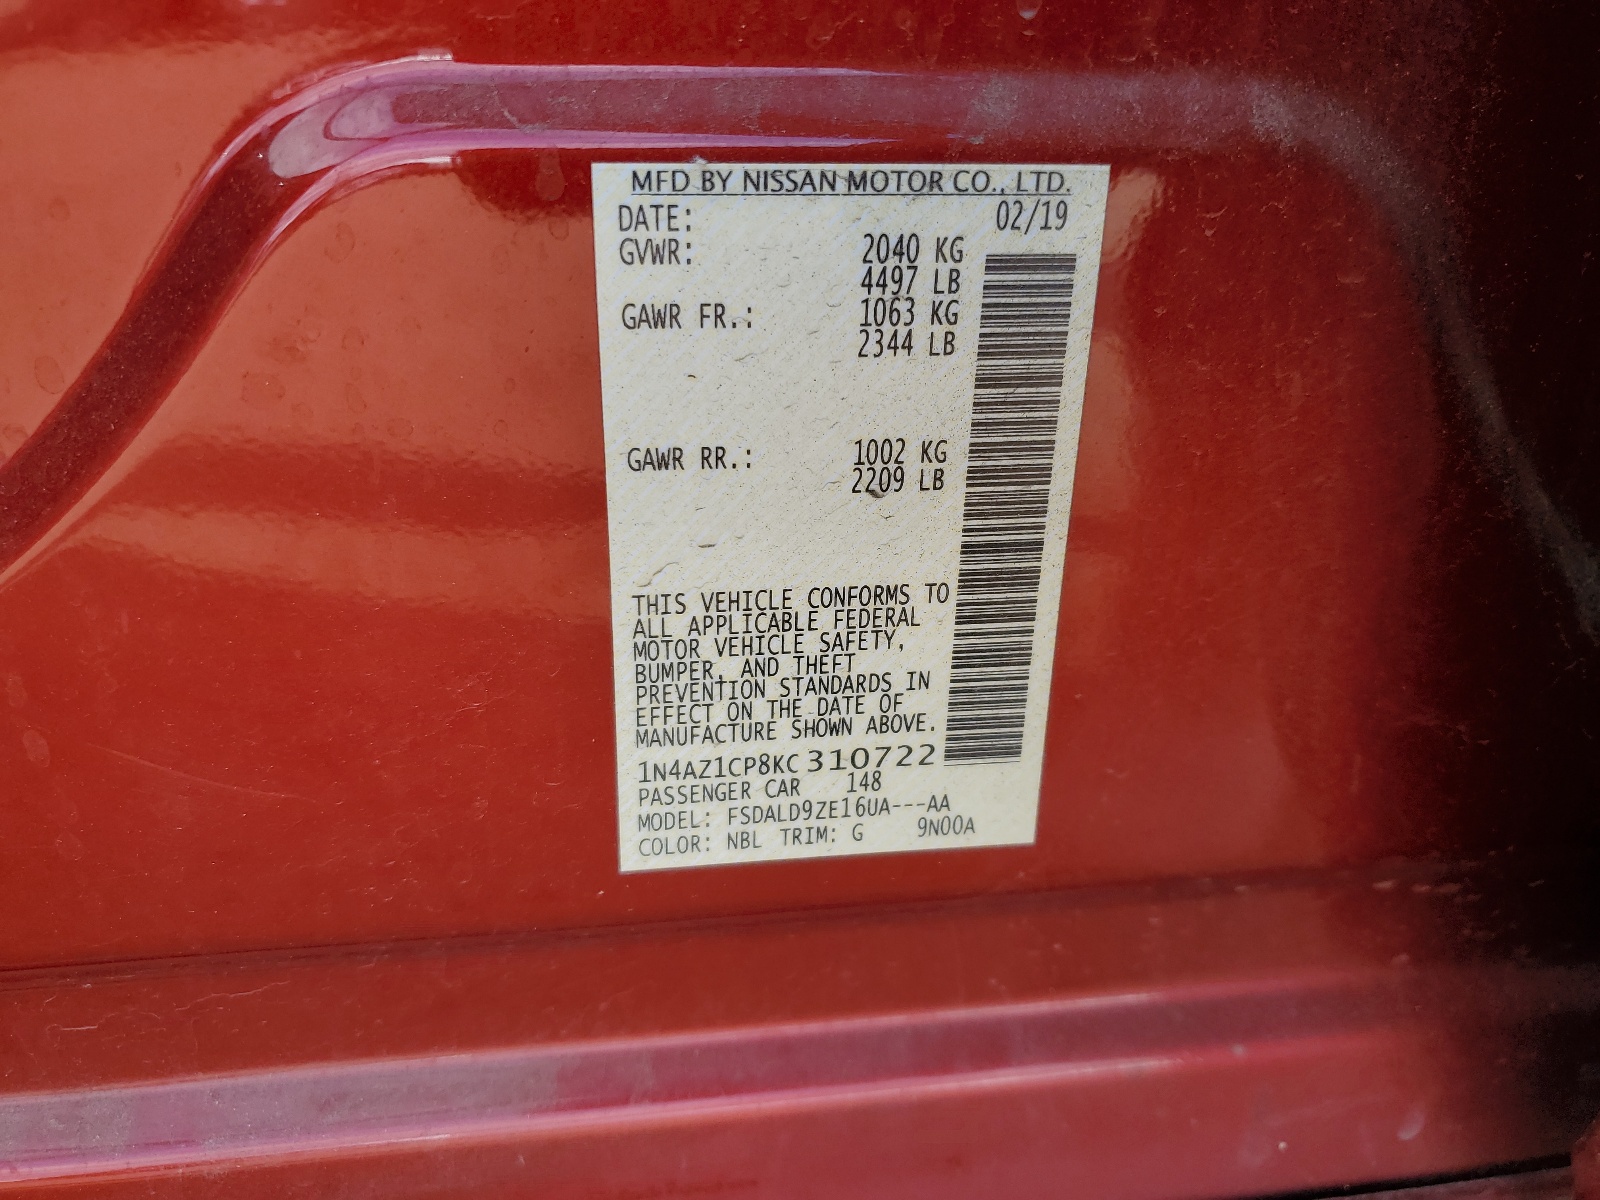 MFD BY NISSAN MOTOR CO., LTD.
DATE: 02/19
GVWR: 2040 KG
4497 LB
GAWR FR.: 1063 KG
2344 LB
GAWR RR.: 1002 KG
2209 LB
THIS VEHICLE CONFORMS TO
ALL APPLICABLE FEDERAL
MOTOR VEHICLE SAFETY,
BUMPER, AND THEFT
PREVENTION STANDARDS IN
EFFECT ON THE DATE OF
MANUFACTURE SHOWN ABOVE.
1N4AZ1CP8KC310722
PASSENGER CAR 148
MODEL: FSDALD9ZE16UA---AA
COLOR: NBL TRIM: G 9N00A